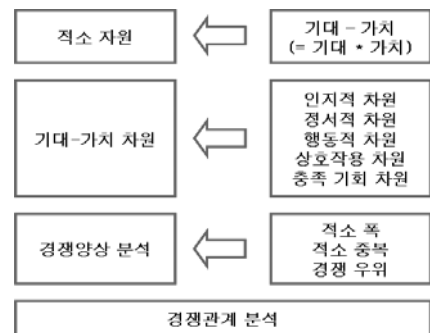 적소 자원
기대 - 가치
(= 기대 * 가치)
기대-가치 차원
인지적 차원
정서적 차원
행동적 차원
상호작용 차원
충족 기회 차원
경쟁양상 분석
적소 폭
적소 중복
경쟁 우위
경쟁관계 분석